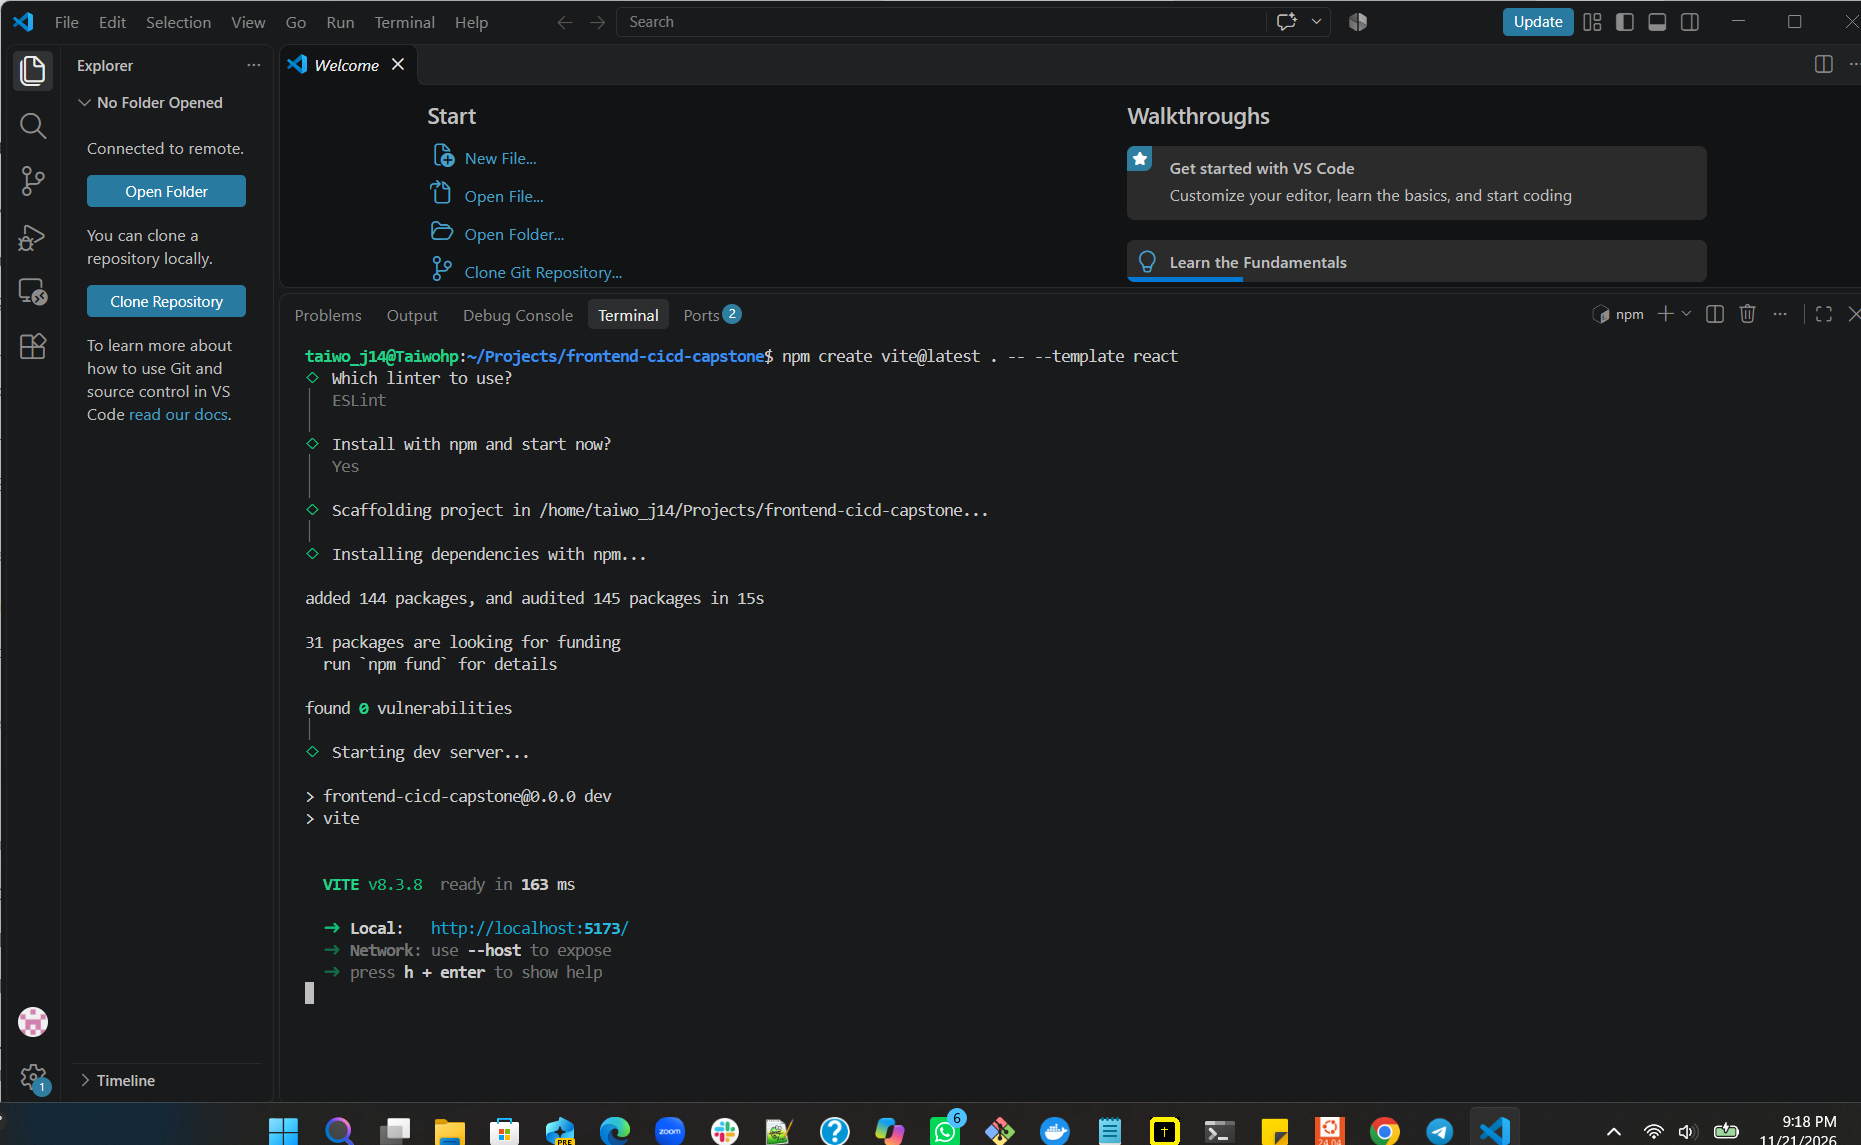 File Edit Selection View Go Run Terminal Help
Search
Update
Explorer
No Folder Opened
Connected to remote.
Open Folder
You can clone a
repository locally.
Clone Repository
To learn more about
how to use Git and
source control in VS
Code read our docs.
Timeline
1
Welcome
Start
New File...
Open File...
Open Folder...
Clone Git Repository...
Walkthroughs
Get started with VS Code
Customize your editor, learn the basics, and start coding
Learn the Fundamentals
Problems Output Debug Console Terminal Ports 2
npm
taiwo_j14@Taiwohp:~/Projects/frontend-cicd-capstone$ npm create vite@latest . -- --template react
Which linter to use?
ESLint
Install with npm and start now?
Yes
Scaffolding project in /home/taiwo_j14/Projects/frontend-cicd-capstone...
Installing dependencies with npm...
added 144 packages, and audited 145 packages in 15s
31 packages are looking for funding
run `npm fund` for details
found 0 vulnerabilities
Starting dev server...
> frontend-cicd-capstone@0.0.0 dev
> vite
VITE v8.3.8 ready in 163 ms
➜ Local: http://localhost:5173/
➜ Network: use --host to expose
➜ press h + enter to show help
PRE
zoom
6
24.04
9:18 PM
11/21/2026